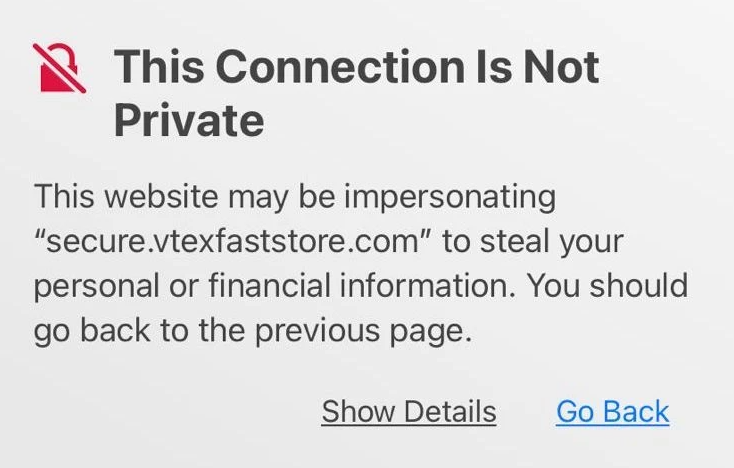 This Connection Is Not
Private
This website may be impersonating
“secure.vtexfaststore.com” to steal your
personal or financial information. You should
go back to the previous page.
Show Details Go Back